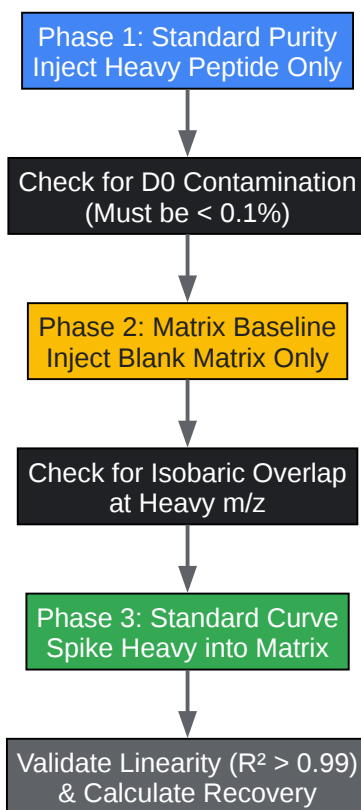 Phase 1: Standard Purity
Inject Heavy Peptide Only
Check for D0 Contamination
(Must be < 0.1%)
Phase 2: Matrix Baseline
Inject Blank Matrix Only
Check for Isobaric Overlap
at Heavy m/z
Phase 3: Standard Curve
Spike Heavy into Matrix
Validate Linearity (R² > 0.99)
& Calculate Recovery